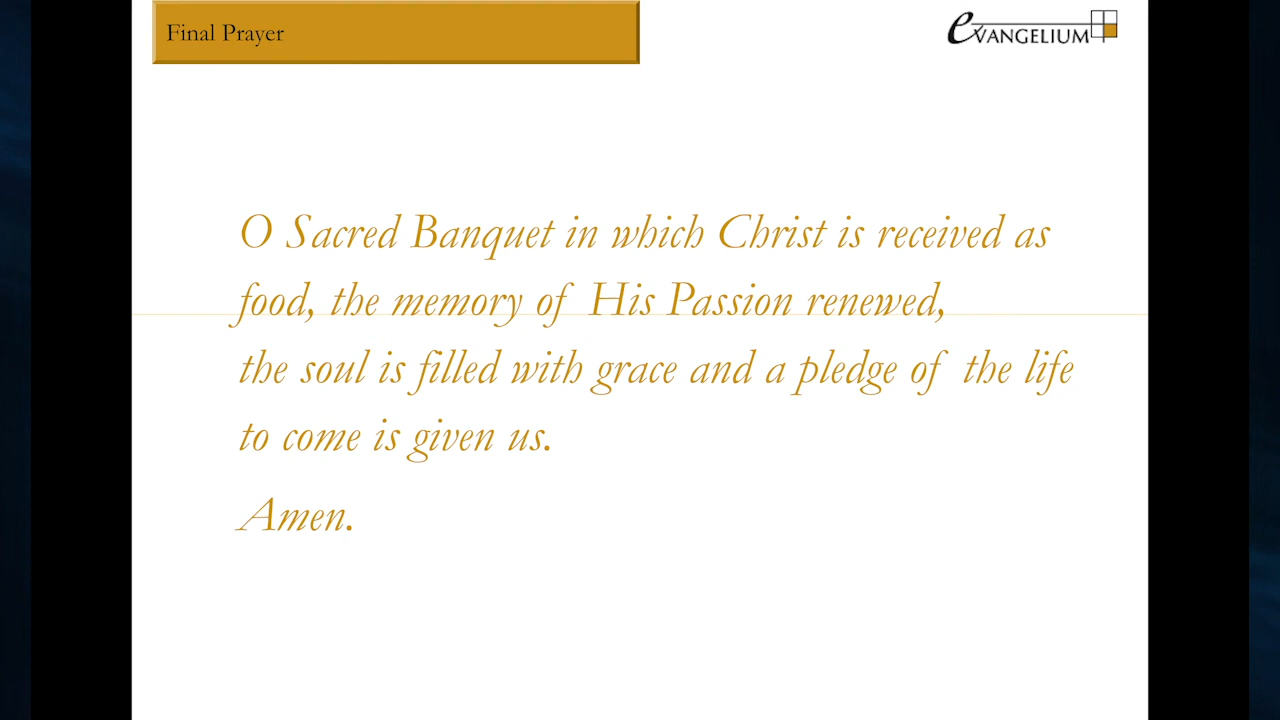 Final Prayer
eVANGELIUM
O Sacred Banquet in which Christ is received as
food, the memory of His Passion renewed,
the soul is filled with grace and a pledge of the life
to come is given us.
Amen.